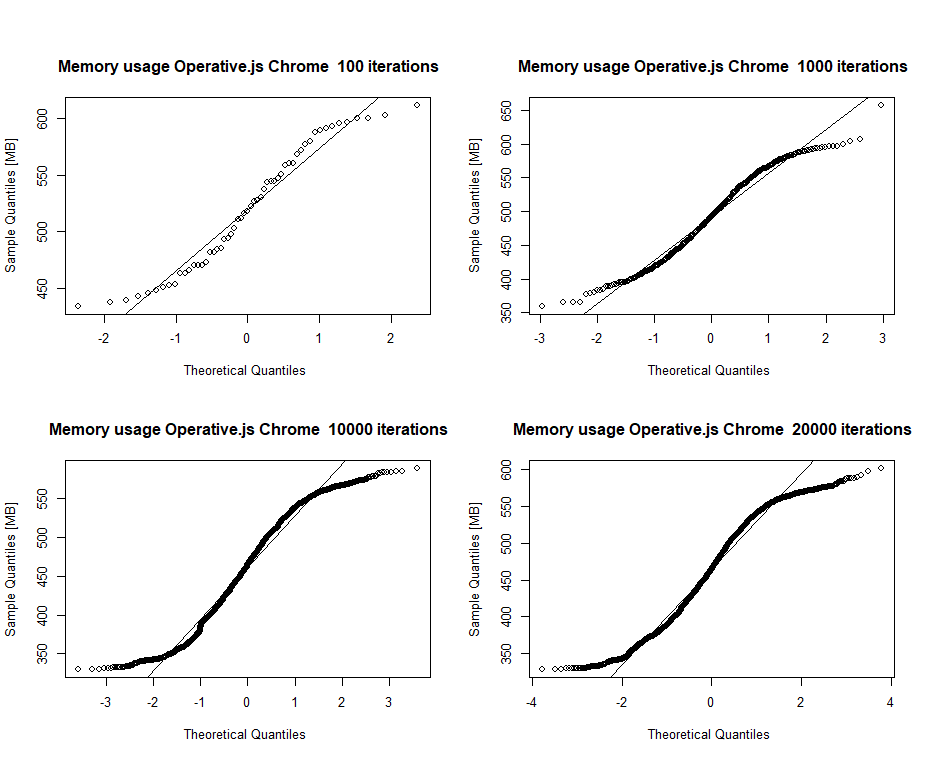 Memory usage Operative.js Chrome  100 iterations
Sample Quantiles [MB]
600
550
500
450
-2 -1 0 1 2
Theoretical Quantiles
Memory usage Operative.js Chrome  1000 iterations
Sample Quantiles [MB]
650
600
550
500
450
400
350
-3 -2 -1 0 1 2 3
Theoretical Quantiles
Memory usage Operative.js Chrome  10000 iterations
Sample Quantiles [MB]
550
500
450
400
350
-3 -2 -1 0 1 2 3
Theoretical Quantiles
Memory usage Operative.js Chrome  20000 iterations
Sample Quantiles [MB]
600
550
500
450
400
350
-4 -2 0 2 4
Theoretical Quantiles